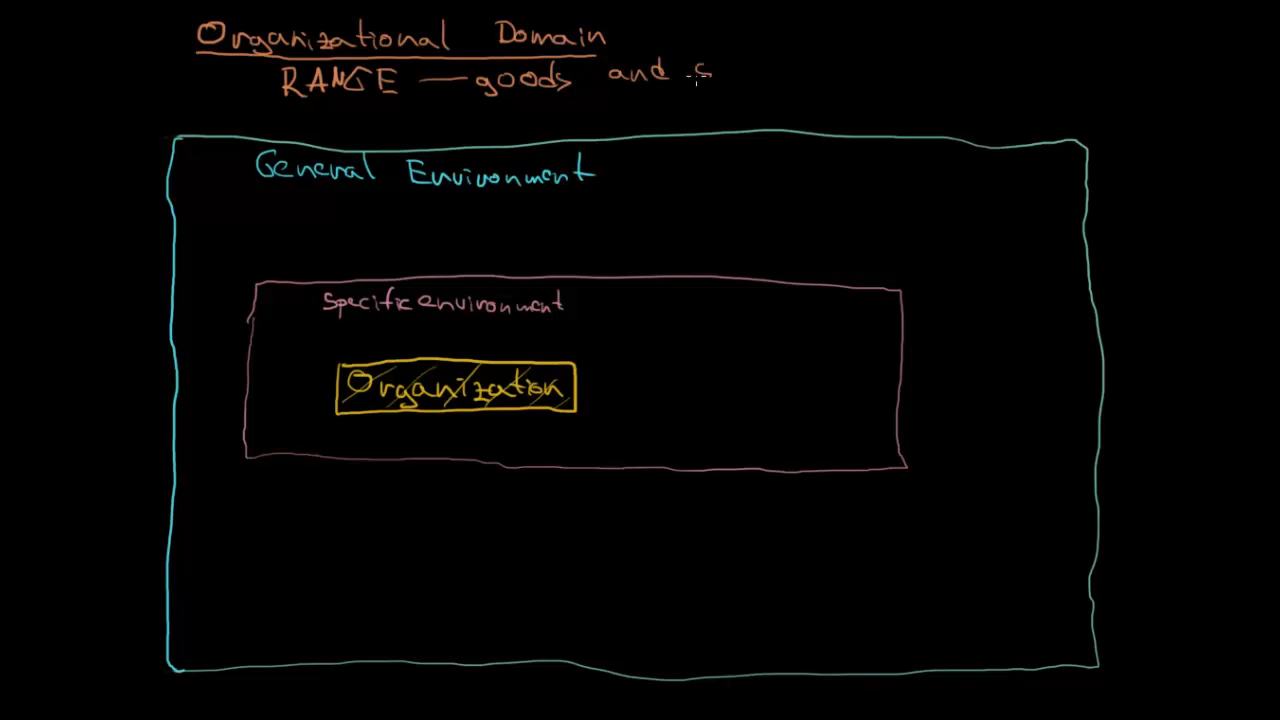 Organizational Domain
RANGE — goods and s
General Environment
Specific environment
Organization